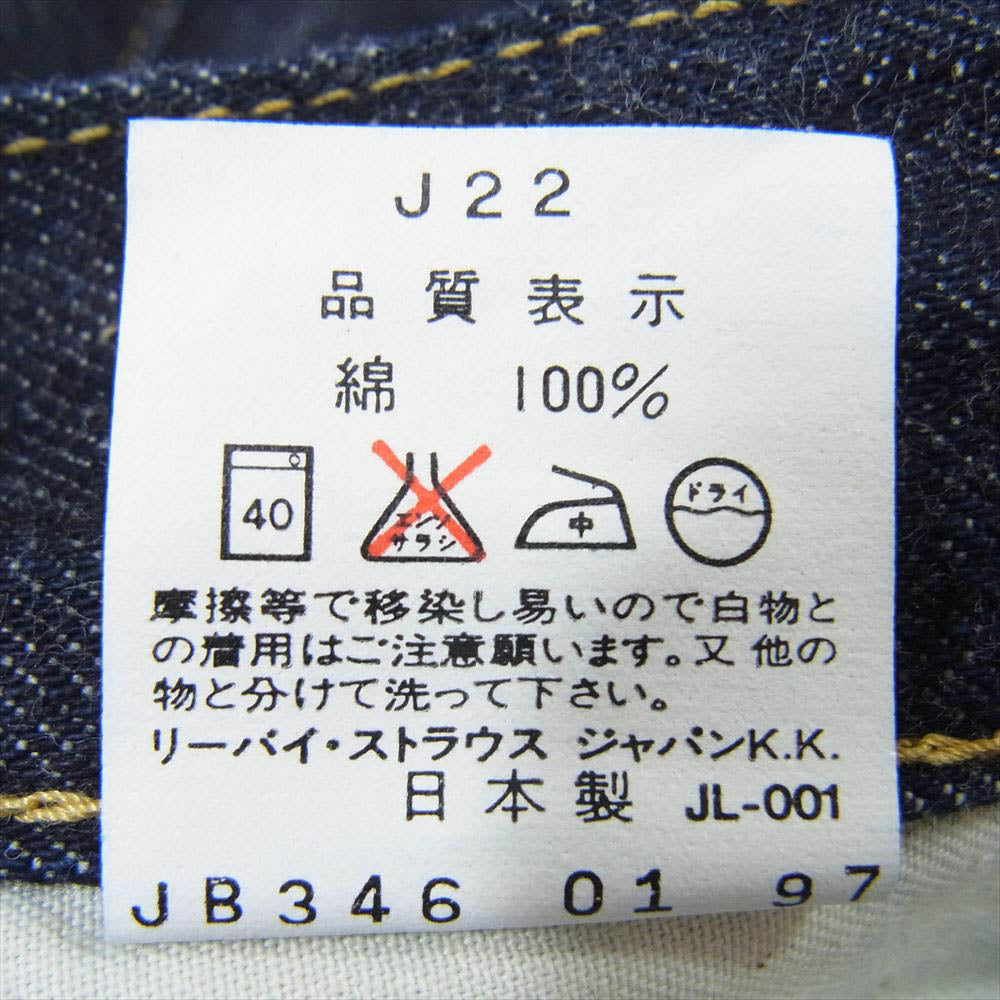 J22
品質表示
綿 100%
40 エンソ サラシ 中 ドライ
摩擦等で移染し易いので白物と
の着用はご注意願います。又他の
物と分けて洗って下さい。
リーバイ・ストラウス ジャパンK.K.
日本製 JL-001
JB346 01 97